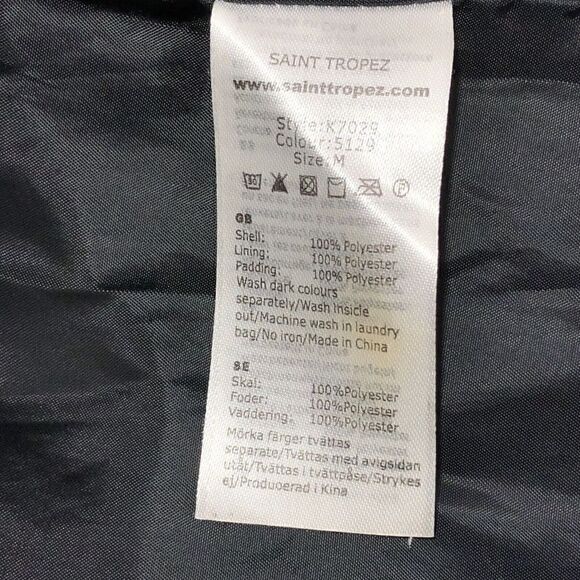 SAINT TROPEZ
www.sainttropez.com
Style:K7029
Colour:5129
Size: M
GB
Shell: 100% Polyester
Lining: 100% Polyester
Padding: 100% Polyester
Wash dark colours
separately/Wash inside
out/Machine wash in laundry
bag/No iron/Made in China
SE
Skal: 100%Polyester
Foder: 100%Polyester
Vaddering: 100%Polyester
Mörka färger tvättas
separate/Tvättas med avigsidan
utåt/Tvättas i tvättpåse/Strykes
ej/Produoerad i Kina